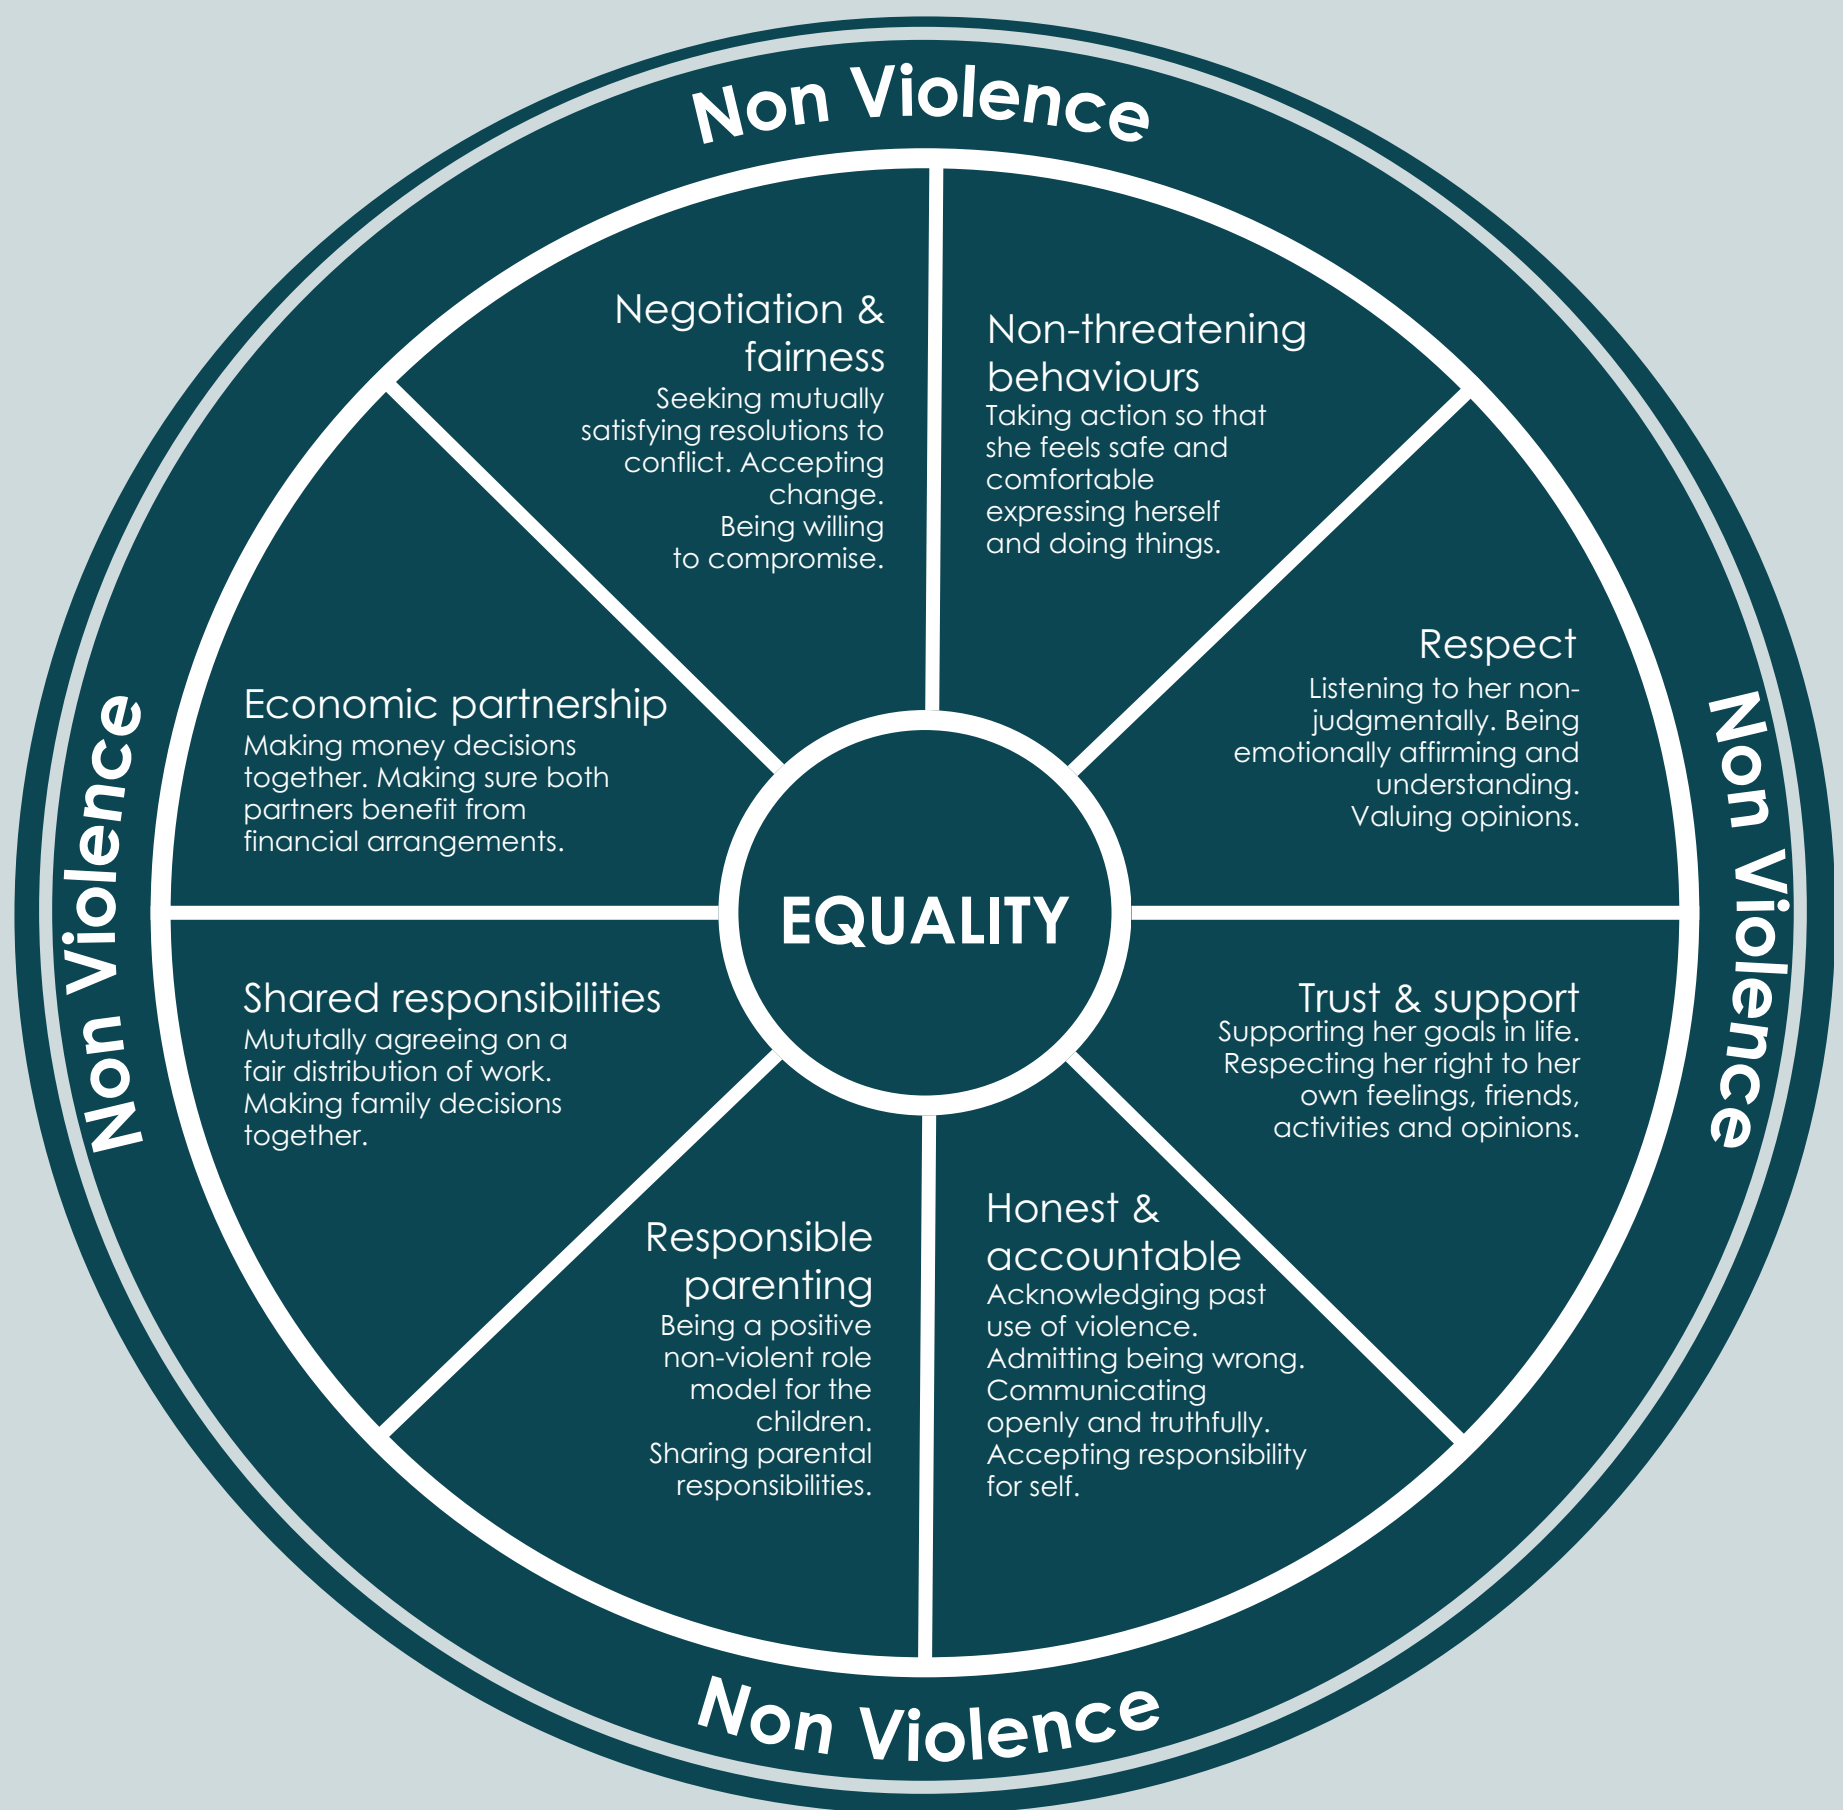 Non Violence
Negotiation &
fairness
Seeking mutually
satisfying resolutions to
conflict. Accepting
change.
Being willing
to compromise.
Non-threatening
behaviours
Taking action so that
she feels safe and
comfortable
expressing herself
and doing things.
Respect
Listening to her non-
judgmentally. Being
emotionally affirming and
understanding.
Valuing opinions.
Non Violence
Trust & support
Supporting her goals in life.
Respecting her right to her
own feelings, friends,
activities and opinions.
Honest &
accountable
Acknowledging past
use of violence.
Admitting being wrong.
Communicating
openly and truthfully.
Accepting responsibility
for self.
Non Violence
Responsible
parenting
Being a positive
non-violent role
model for the
children.
Sharing parental
responsibilities.
Shared responsibilities
Mututally agreeing on a
fair distribution of work.
Making family decisions
together.
Non Violence
Economic partnership
Making money decisions
together. Making sure both
partners benefit from
financial arrangements.
EQUALITY